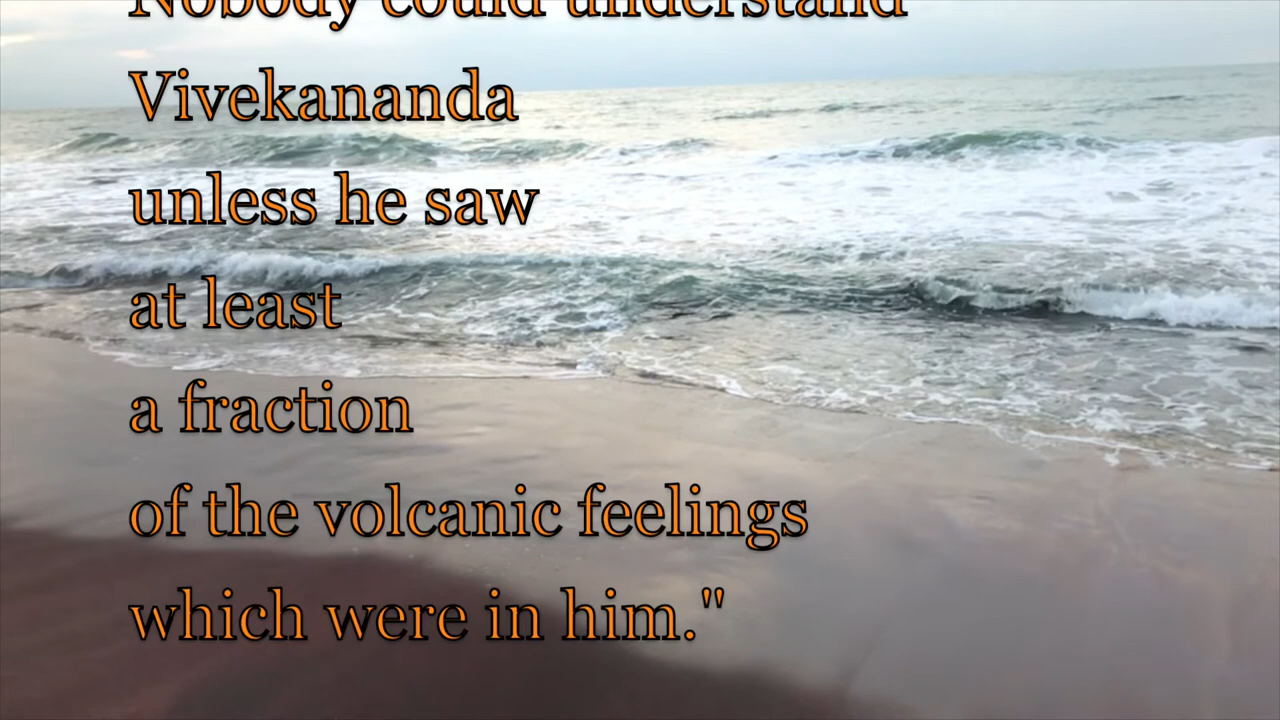 Nobody could understand
Vivekananda
unless he saw
at least
a fraction
of the volcanic feelings
which were in him."